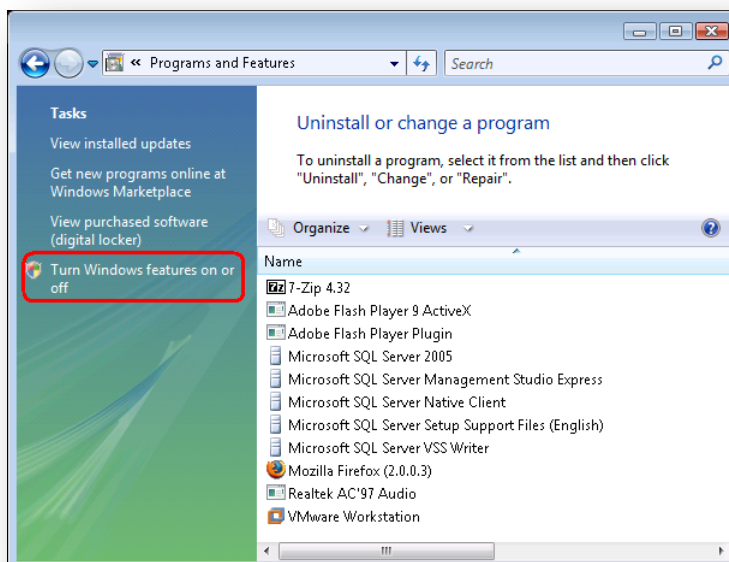 « Programs and Features
Search
Tasks
View installed updates
Get new programs online at
Windows Marketplace
View purchased software
(digital locker)
Turn Windows features on or
off
Uninstall or change a program
To uninstall a program, select it from the list and then click
"Uninstall", "Change", or "Repair".
Organize Views
Name
7z 7-Zip 4.32
Adobe Flash Player 9 ActiveX
Adobe Flash Player Plugin
Microsoft SQL Server 2005
Microsoft SQL Server Management Studio Express
Microsoft SQL Server Native Client
Microsoft SQL Server Setup Support Files (English)
Microsoft SQL Server VSS Writer
Mozilla Firefox (2.0.0.3)
Realtek AC'97 Audio
VMware Workstation